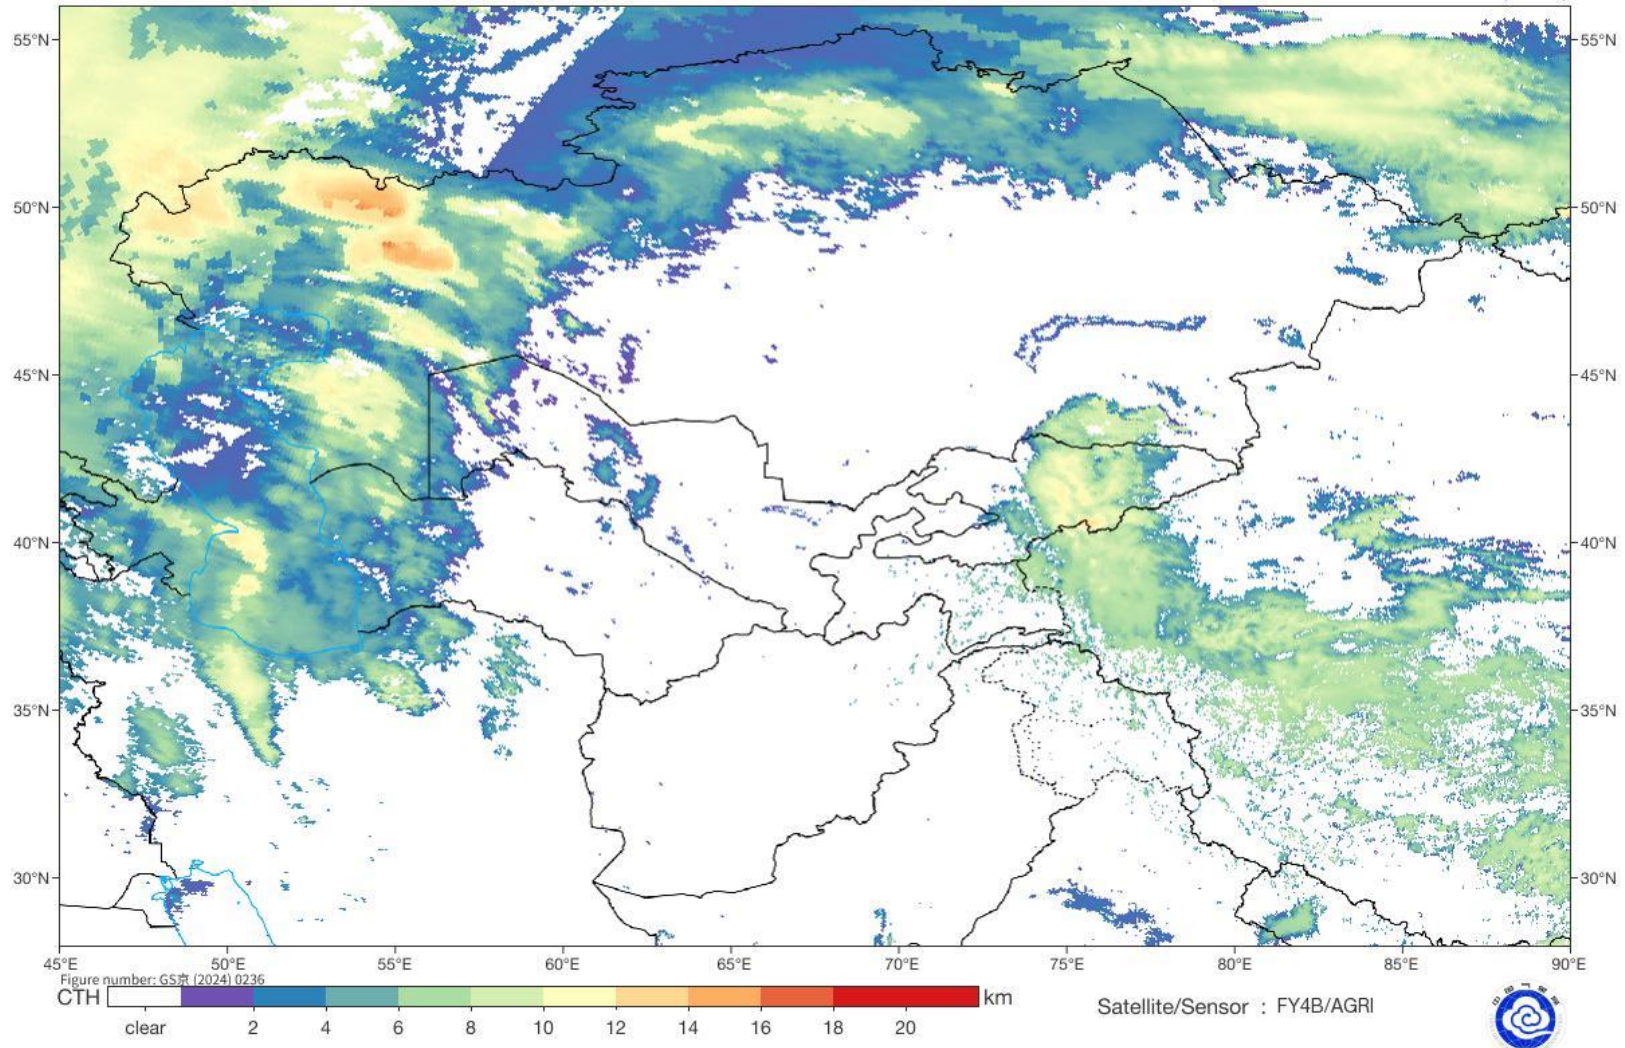 55°N
55°N
50°N
50°N
45°N
45°N
40°N
40°N
35°N
35°N
30°N
30°N
45°E 50°E 55°E 60°E 65°E 70°E 75°E 80°E 85°E 90°E
Figure number: GS京 (2024) 0236
CTH km Satellite/Sensor : FY4B/AGRI
clear 2 4 6 8 10 12 14 16 18 20